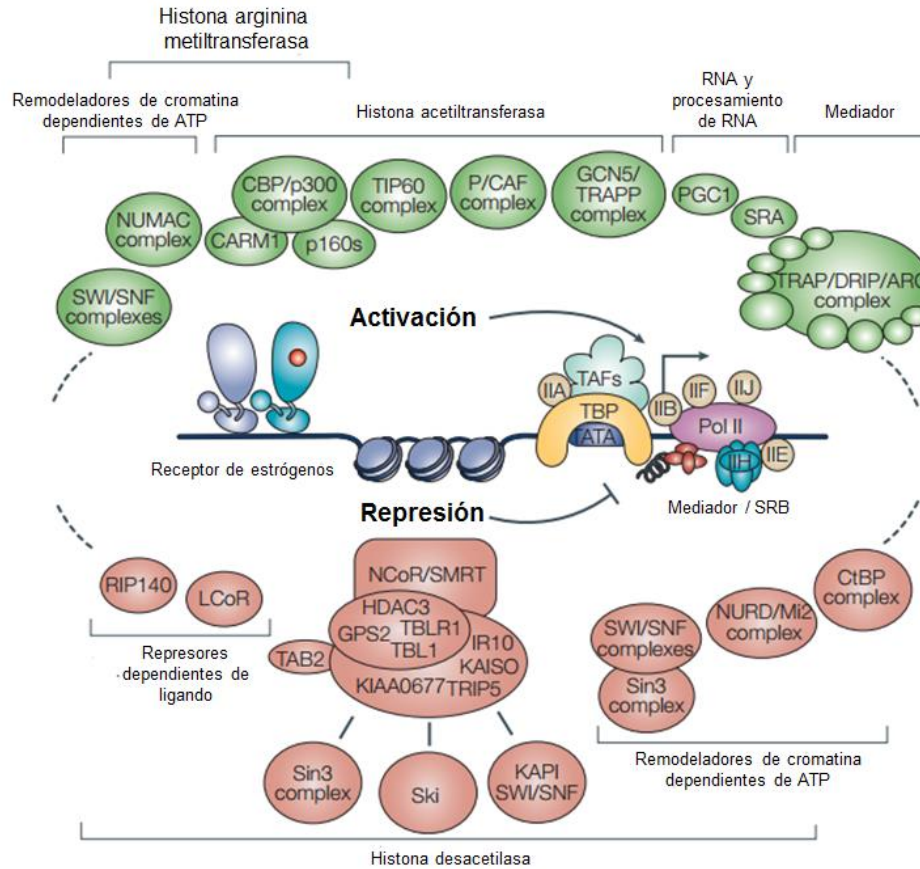 Histona arginina
metiltransferasa
Remodeladores de cromatina
dependientes de ATP
Histona acetiltransferasa
RNA y
procesamiento
de RNA
Mediador
NUMAC
complex
SWI/SNF
complexes
CBP/p300
complex
CARM1
p160s
TIP60
complex
P/CAF
complex
GCN5/
TRAPP
complex
PGC1
SRA
TRAP/DRIP/ARC
complex
Activación
Receptor de estrógenos
IIA
TAFs
TBP
TATA
IIB
IIF
IIJ
Pol II
IIH
IIE
Mediador / SRB
Represión
RIP140
LCoR
Represores
dependientes de
ligando
NCoR/SMRT
HDAC3
GPS2
TBLR1
TBL1
TAB2
IR10
KAISO
KIAA0677
TRIP5
Sin3
complex
Ski
KAPI
SWI/SNF
SWI/SNF
complexes
Sin3
complex
NURD/Mi2
complex
CtBP
complex
Remodeladores de cromatina
dependientes de ATP
Histona desacetilasa